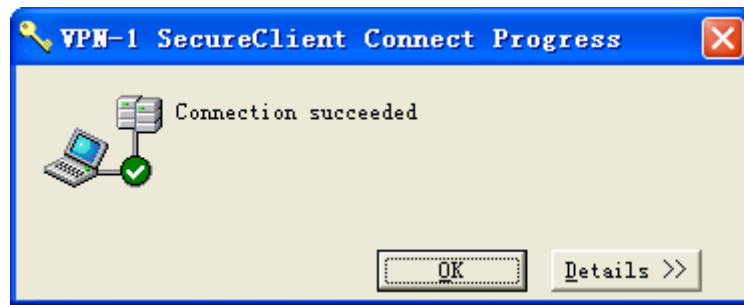 VPN-1 SecureClient Connect Progress
Connection succeeded
OK
Details >>